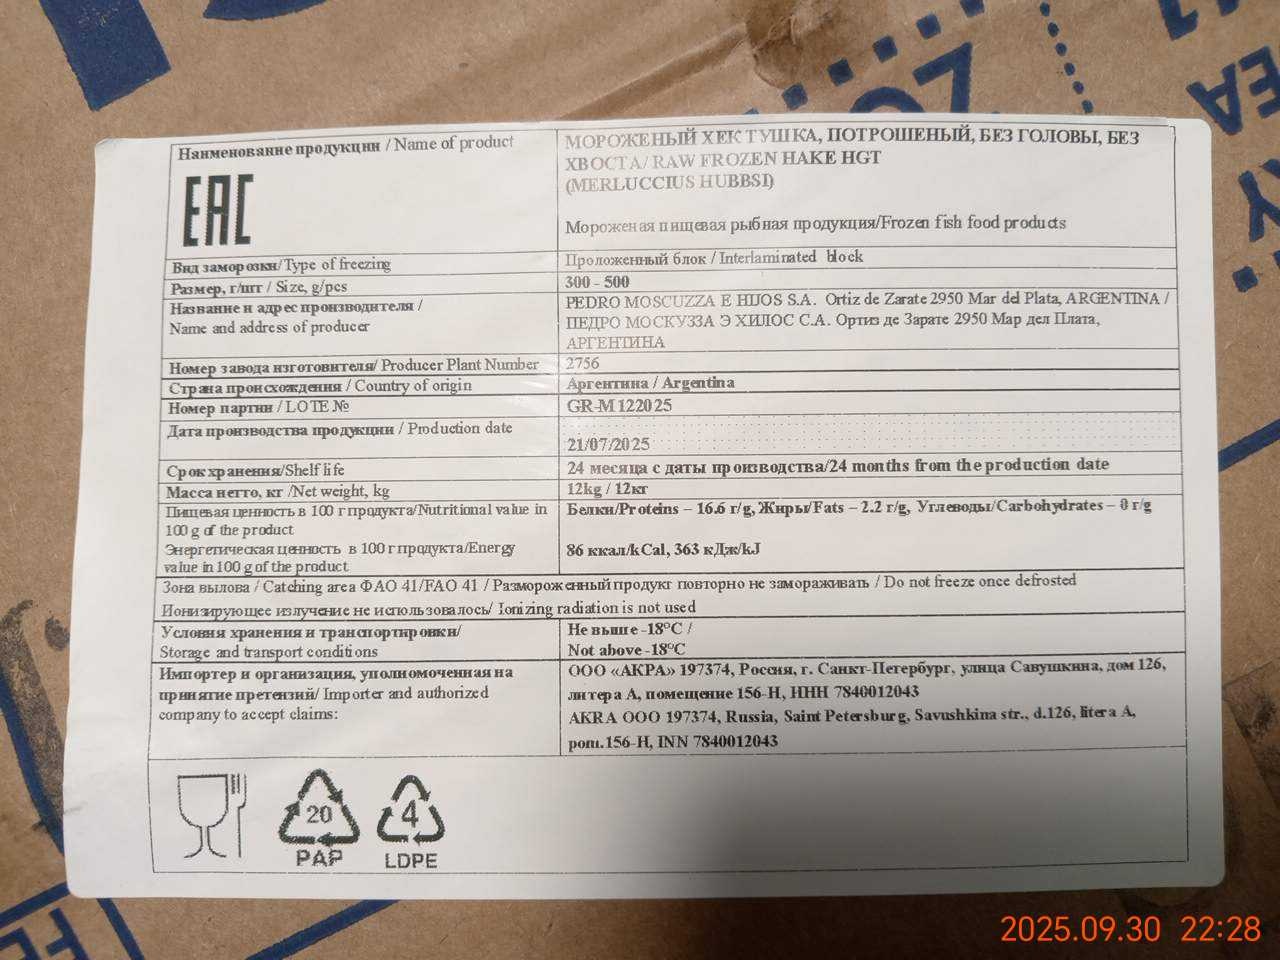 Наименование продукции / Name of product
EAC
МОРОЖЕНЫЙ ХЕК ТУШКА, ПОТРОШЕНЫЙ, БЕЗ ГОЛОВЫ, БЕЗ
ХВОСТА/ RAW FROZEN HAKE HGT
(MERLUCCIUS HUBBSI)
Мороженая пищевая рыбная продукция/Frozen fish food products
Вид заморозки/Type of freezing
Проложенный блок / Interlaminated block
Размер, г/шт / Size, g/pcs
300 - 500
Название и адрес производителя /
Name and address of producer
PEDRO MOSCUZZA E HIJOS S.A. Ortiz de Zarate 2950 Mar del Plata, ARGENTINA /
ПЕДРО МОСКУЗЗА Э ХИЛОС С.А. Ортиз де Зарате 2950 Мар дел Плата,
АРГЕНТИНА
Номер завода изготовителя/ Producer Plant Number
2756
Страна происхождения / Country of origin
Аргентина / Argentina
Номер партии / LOTE №
GR-M 122025
Дата производства продукции / Production date
21/07/2025
Срок хранения/Shelf life
24 месяца с даты производства/24 months from the production date
Масса нетто, кг /Net weight, kg
12kg / 12кг
Пищевая ценность в 100 г продукта/Nutritional value in
100 g of the product
Энергетическая ценность в 100 г продукта/Energy
value in 100 g of the product
Белки/Proteins – 16.6 г/g, Жиры/Fats – 2.2 г/g, Углеводы/Carbohydrates – 0 г/g
86 ккал/kCal, 363 кДж/kJ
Зона вылова / Catching area ФАО 41/FAO 41 / Размороженный продукт повторно не замораживать / Do not freeze once defrosted
Ионизирующее излучение не использовалось/ Ionizing radiation is not used
Условия хранения и транспортировки/
Storage and transport conditions
Не выше -18°C /
Not above -18°C
Импортер и организация, уполномоченная на
принятие претензий/ Importer and authorized
company to accept claims:
ООО «АКРА» 197374, Россия, г. Санкт-Петербург, улица Савушкина, дом 126,
литера А, помещение 156-Н, ИНН 7840012043
AKRA OOO 197374, Russia, Saint Petersburg, Savushkina str., d.126, litera A,
pom.156-H, INN 7840012043
20
PAP
4
LDPE
2025.09.30 22:28